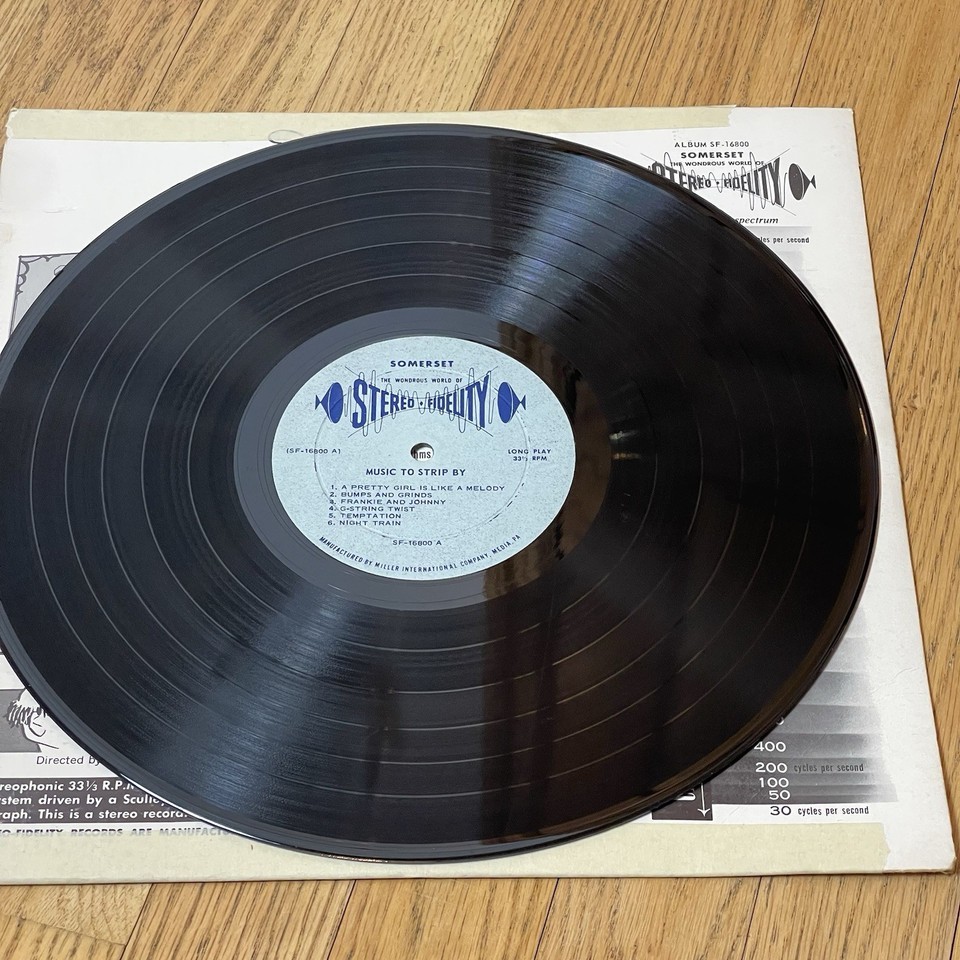 ALBUM SF-16800
SOMERSET
THE WONDROUS WORLD OF
STEREO • FIDELITY
spectrum
cycles per second
SOMERSET
THE WONDROUS WORLD OF
STEREO • FIDELITY
(SF-16800 A)
LONG PLAY
33⅓ RPM
MUSIC TO STRIP BY
1. A PRETTY GIRL IS LIKE A MELODY
2. BUMPS AND GRINDS
3. FRANKIE AND JOHNNY
4. G-STRING TWIST
5. TEMPTATION
6. NIGHT TRAIN
SF-16800 A
MANUFACTURED BY MILLER INTERNATIONAL COMPANY, MEDIA, PA
400
200 cycles per second
100
50
30 cycles per second
Directed by
33⅓ R.P.M
driven by a
This is a stereo record.
FIDELITY RECORDS ARE